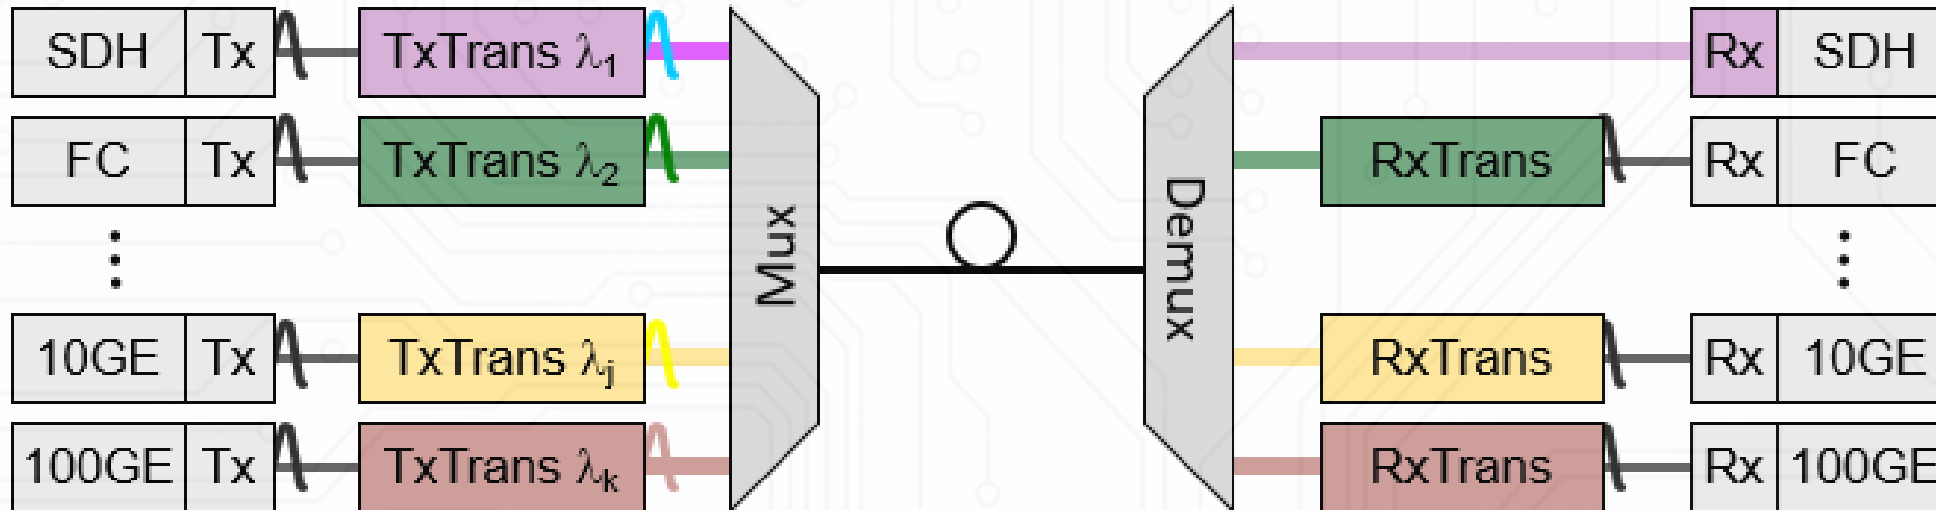 SDH Tx TxTrans λ1 Rx SDH
FC Tx TxTrans λ2 RxTrans Rx FC
Mux
Demux
10GE Tx TxTrans λj RxTrans Rx 10GE
100GE Tx TxTrans λk RxTrans Rx 100GE